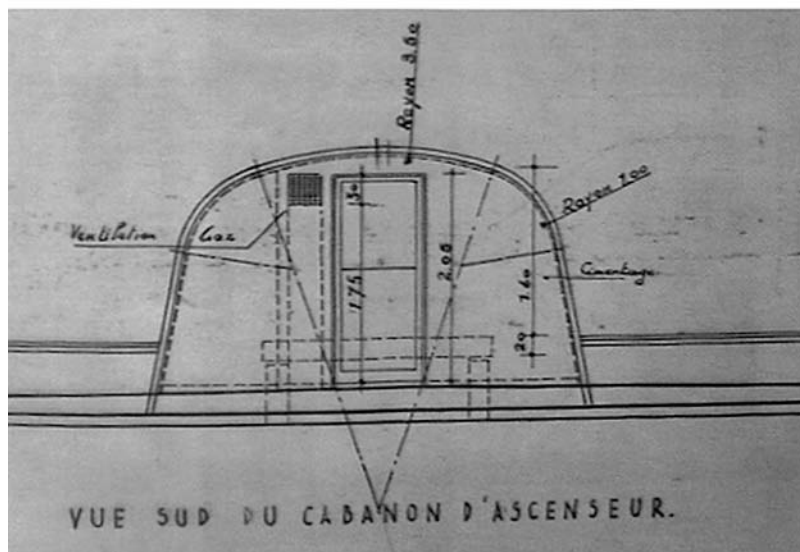 Rayon 3.60
Rayon 1.00
Ventilation Gaz
.30
1.75
2.00
1.60
Cimentage
.20
VUE SUD DU CABANON D'ASCENSEUR.